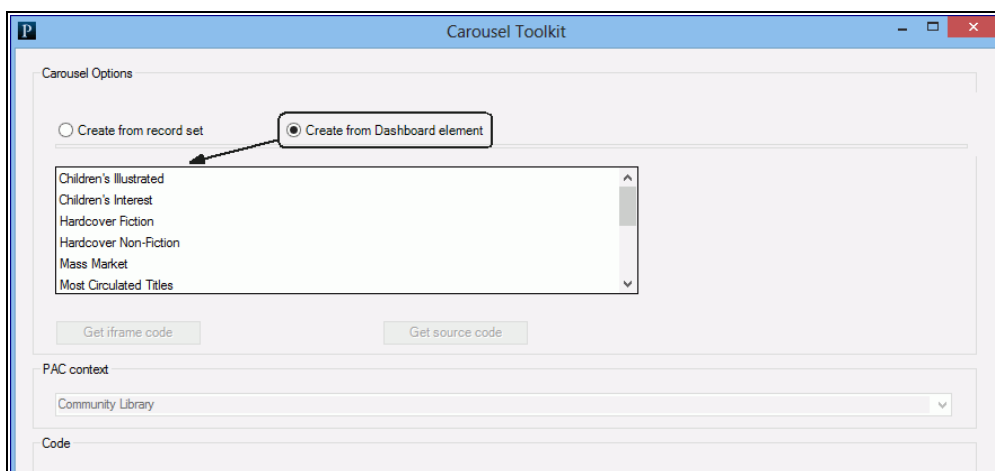 P Carousel Toolkit
Carousel Options
Create from record set Create from Dashboard element
Children's Illustrated
Children's Interest
Hardcover Fiction
Hardcover Non-Fiction
Mass Market
Most Circulated Titles
Get iframe code Get source code
PAC context
Community Library
Code